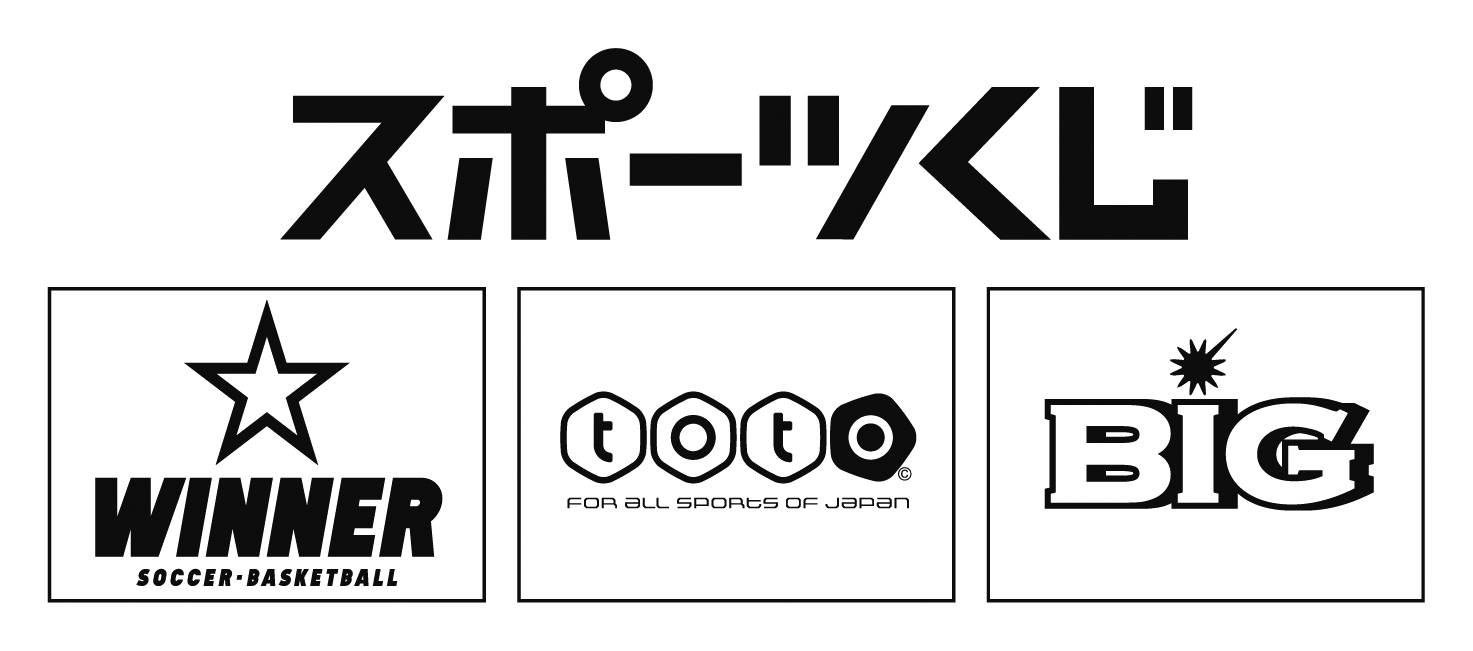 スポーツくじ
WINNER
SOCCER·BASKETBALL
toto
©
FOR ALL SPORTS OF JAPAN
BIG